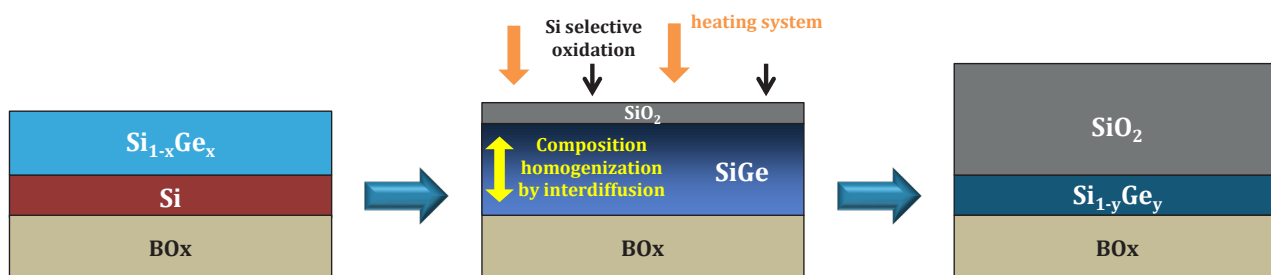 Si₁₋ₓGeₓ
Si
BOx
Si selective
oxidation
heating system
SiO₂
Composition
homogenization
by interdiffusion
SiGe
BOx
SiO₂
Si₁₋yGey
BOx